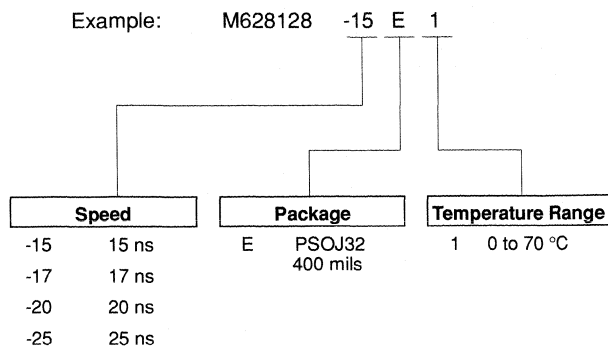 Example: M628128 -15 E 1
Speed Package Temperature Range
-15 15 ns E PSOJ32 1 0 to 70 °C
400 mils
-17 17 ns
-20 20 ns
-25 25 ns